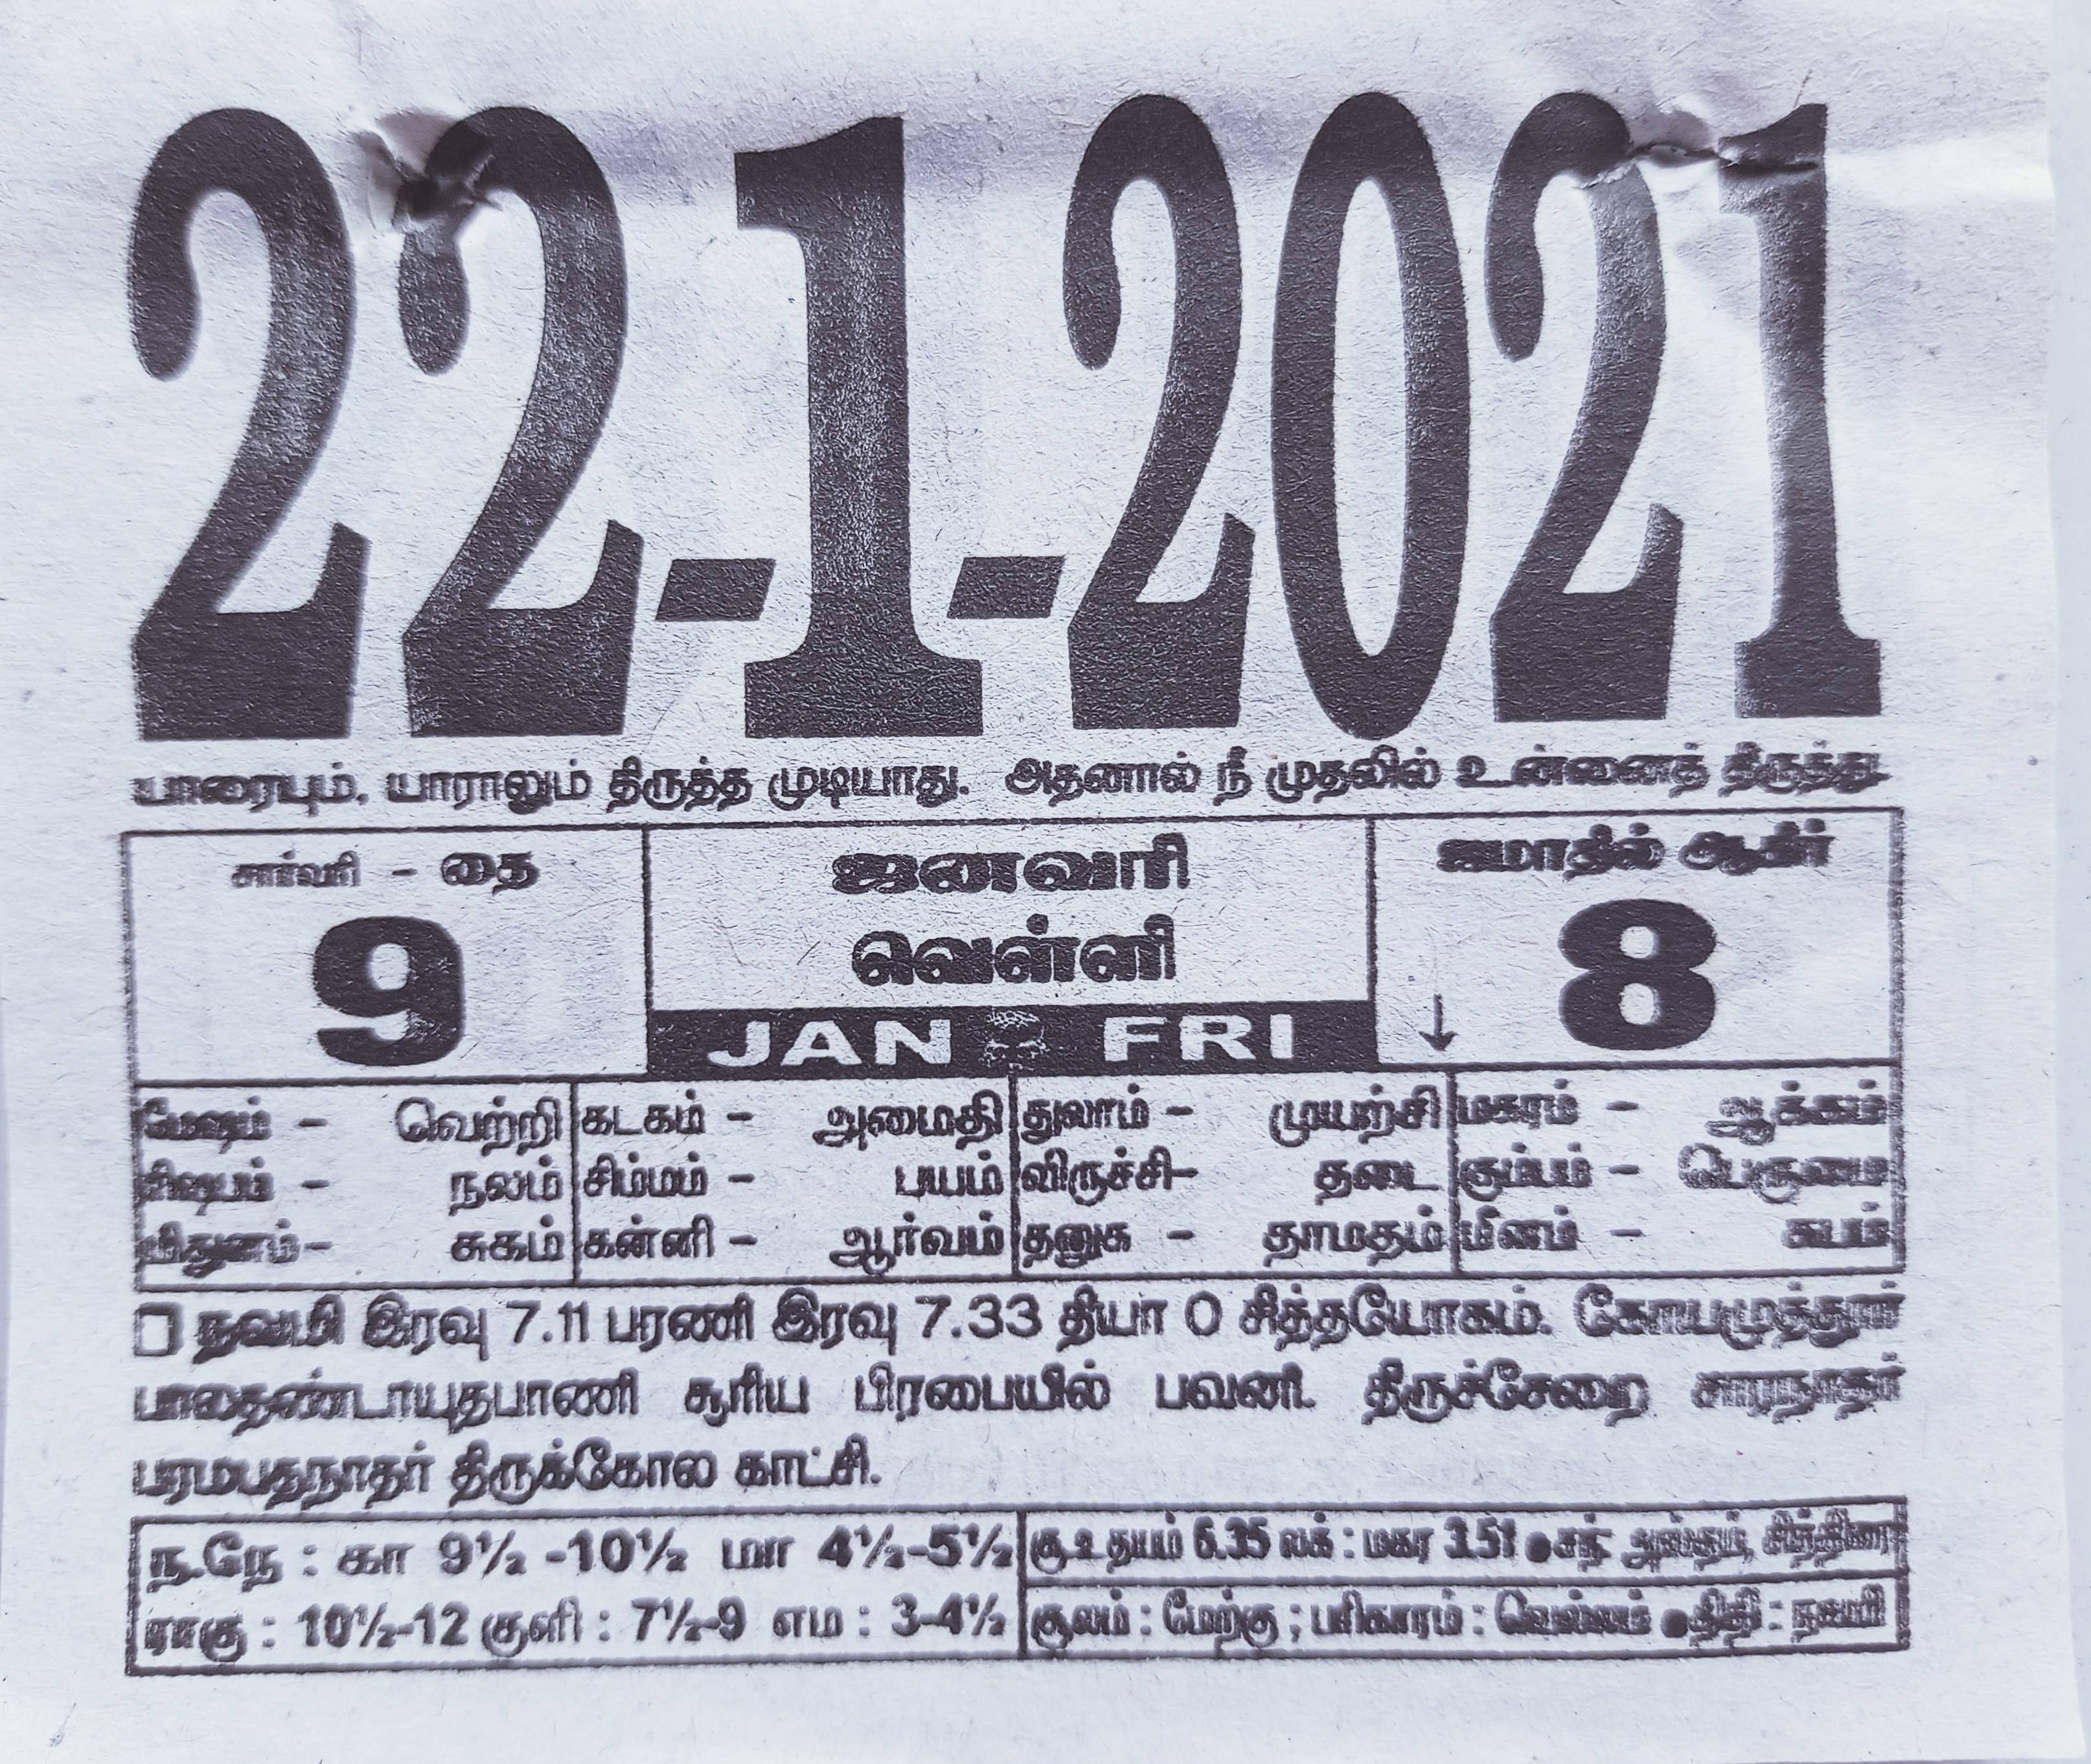 22-1-2021
யாரையும், யாராலும் திருத்த முடியாது. அதனால் நீ முதலில் உன்னைத் திருத்து
சார்வரி - தை
9
ஜனவரி
வெள்ளி
JAN FRI
ஜமாதில் ஆகிர்
↓ 8
மேஷம் - வெற்றி கடகம் - அமைதி துலாம் - முயற்சி மகரம் - ஆக்கம்
ரிஷபம் - நலம் சிம்மம் - பயம் விருச்சி- தடை கும்பம் - பெருமை
மிதுனம்- சுகம் கன்னி - ஆர்வம் தனுசு - தாமதம் மீனம் - சுபம்
□ நவமி இரவு 7.11 பரணி இரவு 7.33 தியா 0 சித்தயோகம். கோயமுத்தூர்
பாலதண்டாயுதபாணி சூரிய பிரபையில் பவனி. திருச்சேறை சாரநாதர்
பரமபதநாதர் திருக்கோல காட்சி.
ந.நே : கா 9½ -10½ மா 4½-5½
ராகு : 10½-12 குளி : 7½-9 எம : 3-4½
சூ.உதயம் 6.35 லக் : மகர 3.51 ●சந் அஸ்தம், சித்திரை
சூலம் : மேற்கு ; பரிகாரம் : வெல்லம் ●திதி : நவமி